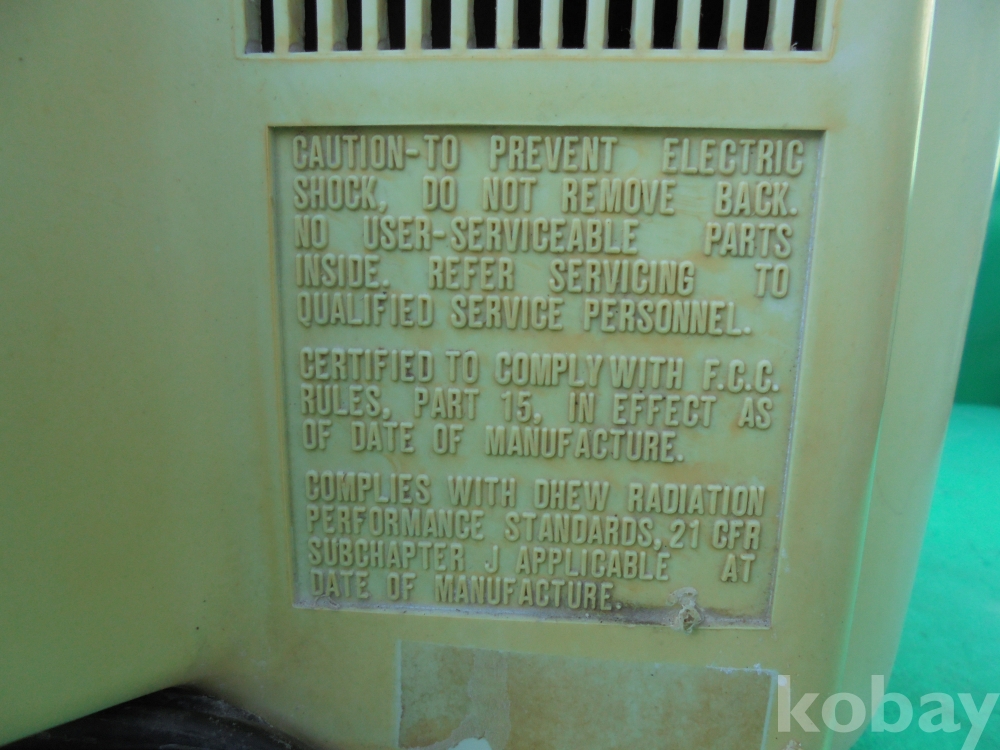 CAUTION-TO PREVENT ELECTRIC
SHOCK, DO NOT REMOVE BACK.
NO USER-SERVICEABLE PARTS
INSIDE. REFER SERVICING TO
QUALIFIED SERVICE PERSONNEL.
CERTIFIED TO COMPLY WITH F.C.C.
RULES, PART 15, IN EFFECT AS
OF DATE OF MANUFACTURE.
COMPLIES WITH DHEW RADIATION
PERFORMANCE STANDARDS, 21 CFR
SUBCHAPTER J APPLICABLE AT
DATE OF MANUFACTURE.
kobay